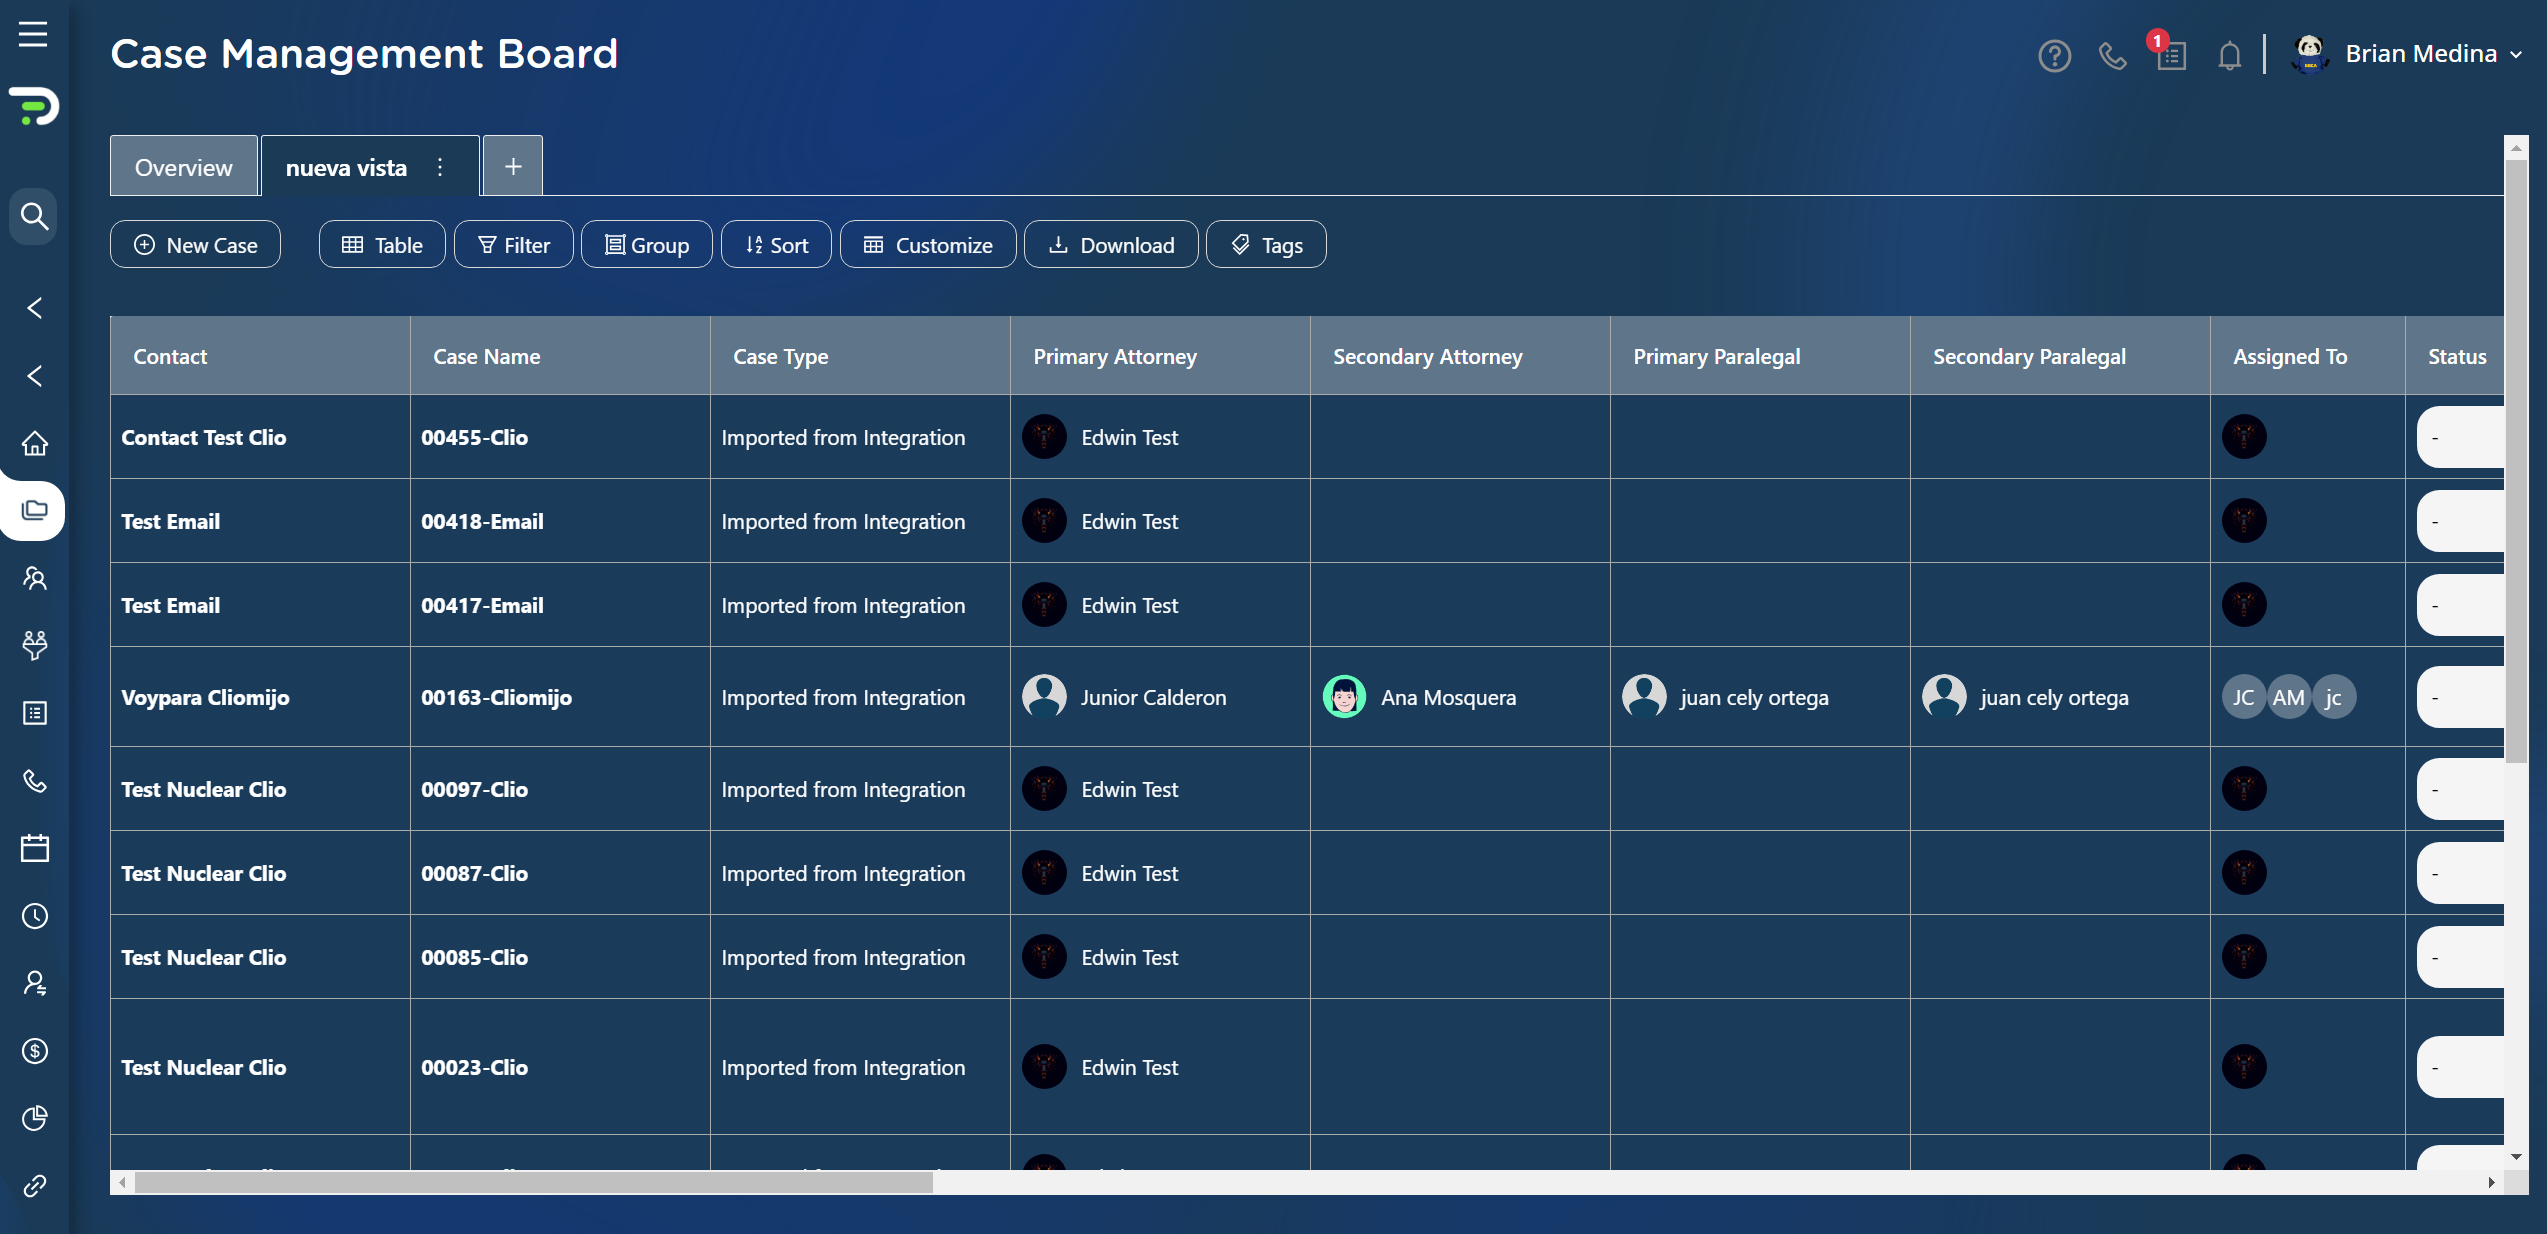 Case Management Board
1
Brian Medina
Overview
nueva vista
New Case
Table
Filter
Group
Sort
Customize
Download
Tags
Contact Case Name Case Type Primary Attorney Secondary Attorney Primary Paralegal Secondary Paralegal Assigned To Status
Contact Test Clio 00455-Clio Imported from Integration Edwin Test -
Test Email 00418-Email Imported from Integration Edwin Test -
Test Email 00417-Email Imported from Integration Edwin Test -
Voypara Cliomijo 00163-Cliomijo Imported from Integration Junior Calderon Ana Mosquera juan cely ortega juan cely ortega JC AM jc -
Test Nuclear Clio 00097-Clio Imported from Integration Edwin Test -
Test Nuclear Clio 00087-Clio Imported from Integration Edwin Test -
Test Nuclear Clio 00085-Clio Imported from Integration Edwin Test -
Test Nuclear Clio 00023-Clio Imported from Integration Edwin Test -